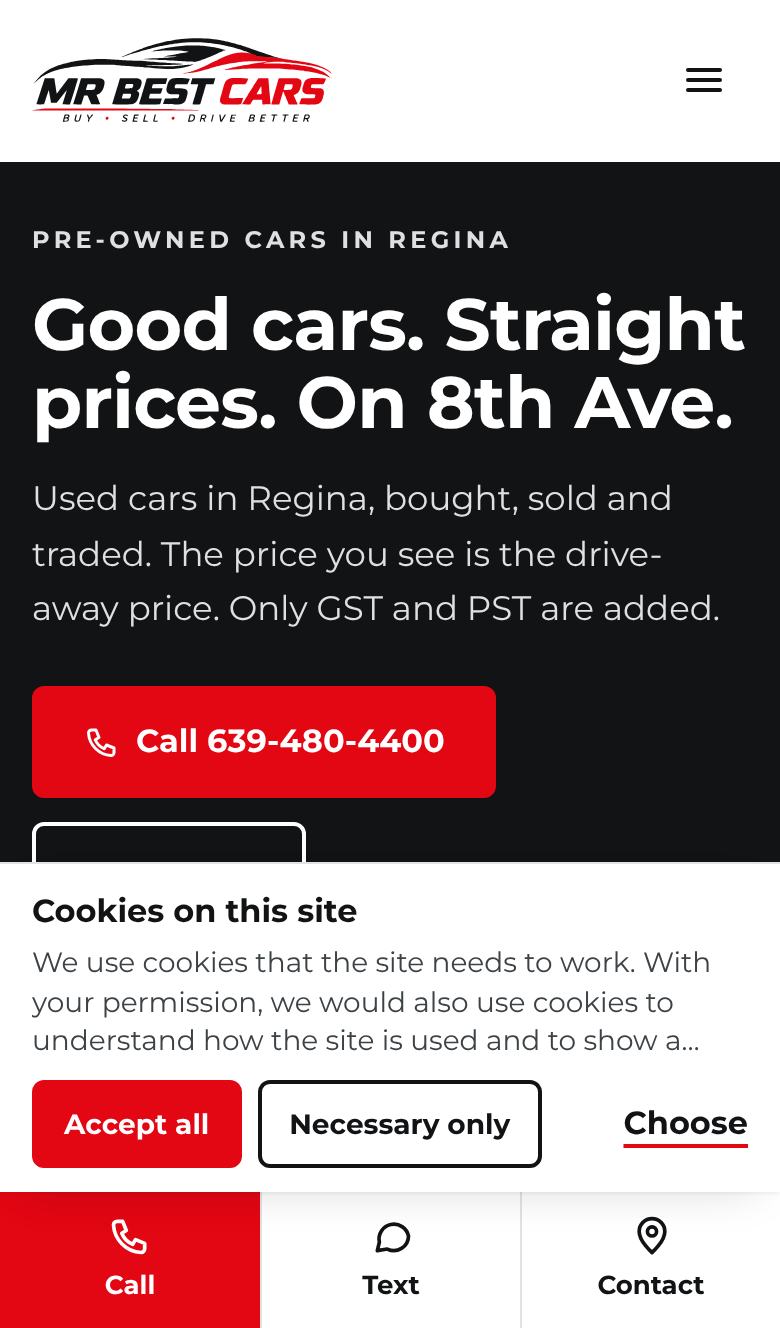 MR BEST CARS
BUY • SELL • DRIVE BETTER
PRE-OWNED CARS IN REGINA
Good cars. Straight
prices. On 8th Ave.
Used cars in Regina, bought, sold and
traded. The price you see is the drive-
away price. Only GST and PST are added.
Call 639-480-4400
Cookies on this site
We use cookies that the site needs to work. With
your permission, we would also use cookies to
understand how the site is used and to show a...
Accept all
Necessary only
Choose
Call
Text
Contact